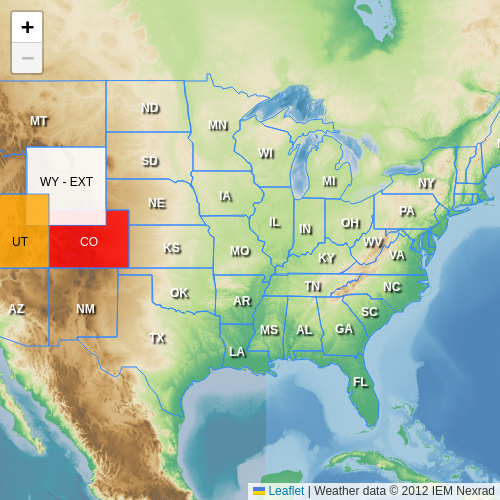 +
−
MT
ND
MN
SD
WI
WY - EXT
MI
NY
NE
IA
PA
IL
IN
OH
UT
CO
KS
MO
WV
VA
KY
OK
TN
NC
AZ
NM
AR
SC
TX
MS
AL
GA
LA
FL
Leaflet | Weather data © 2012 IEM Nexrad